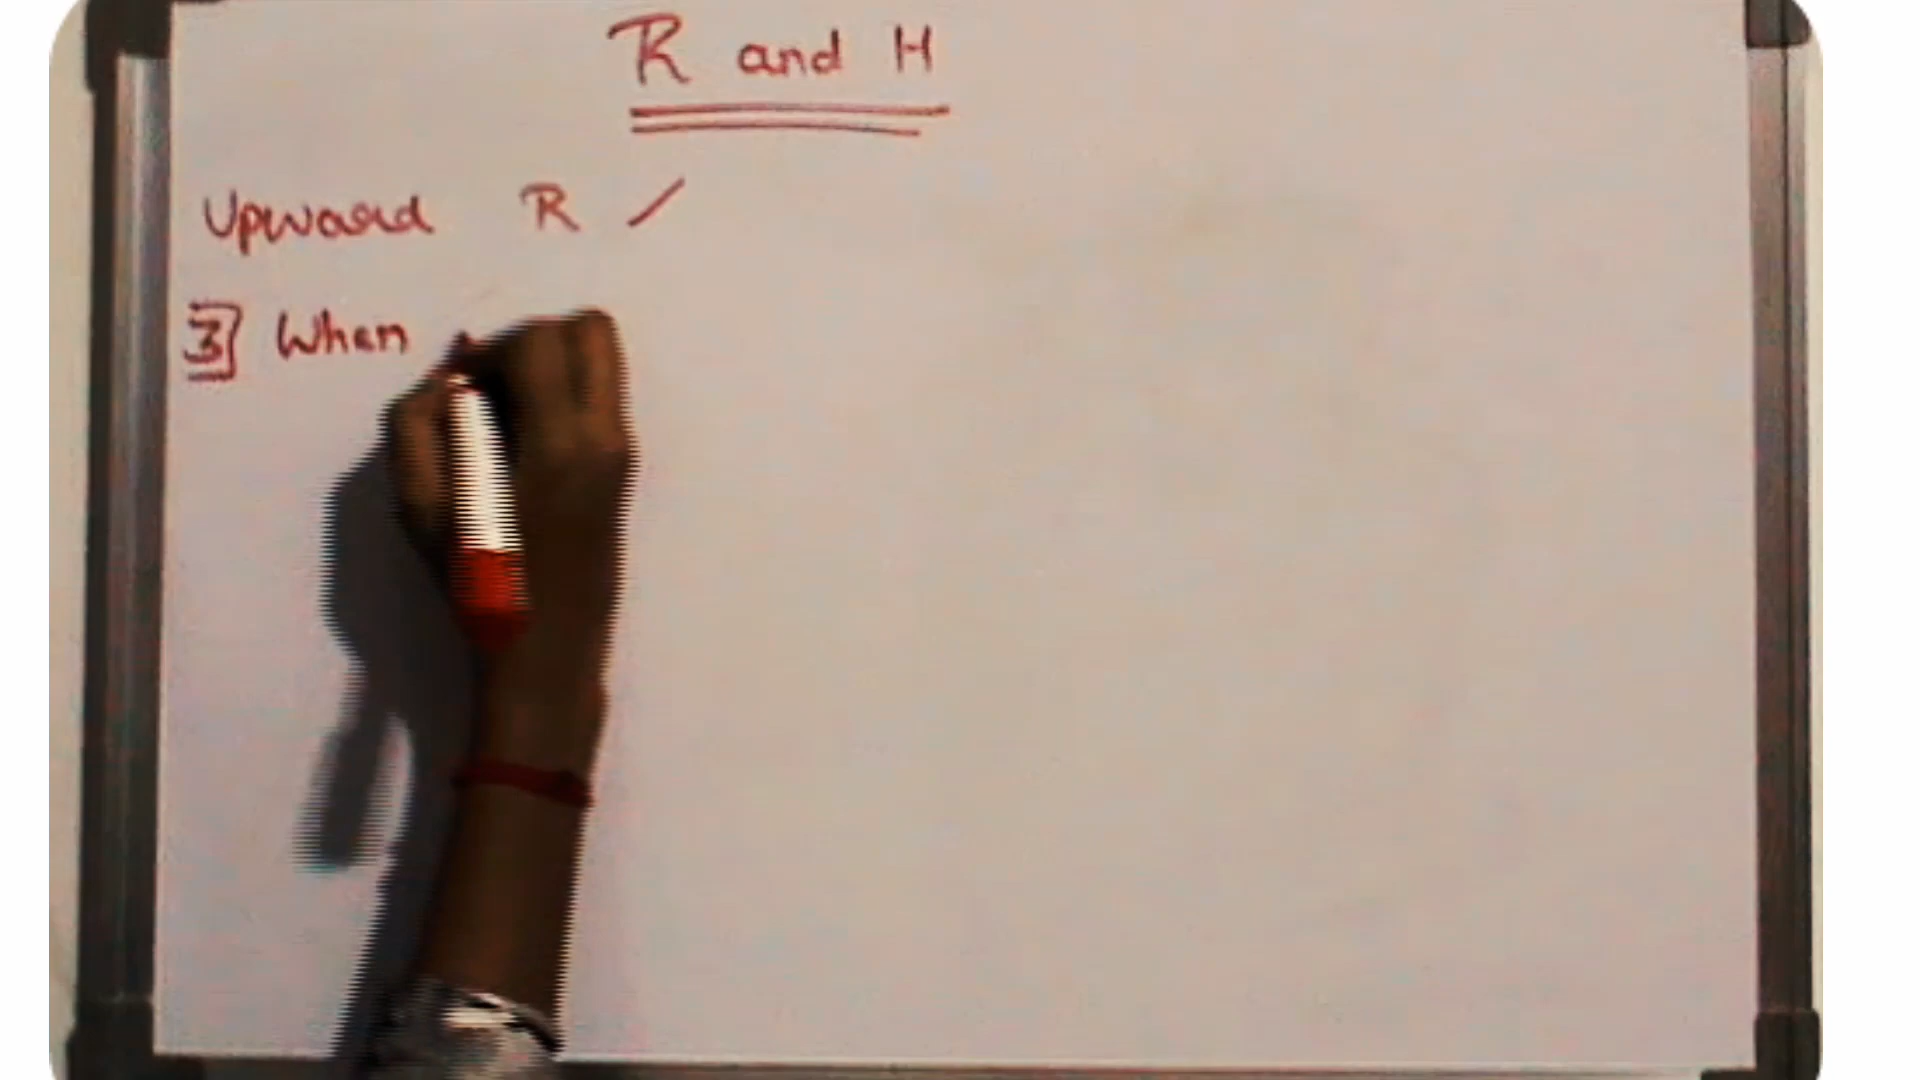 R and H
Upward R /
3] When